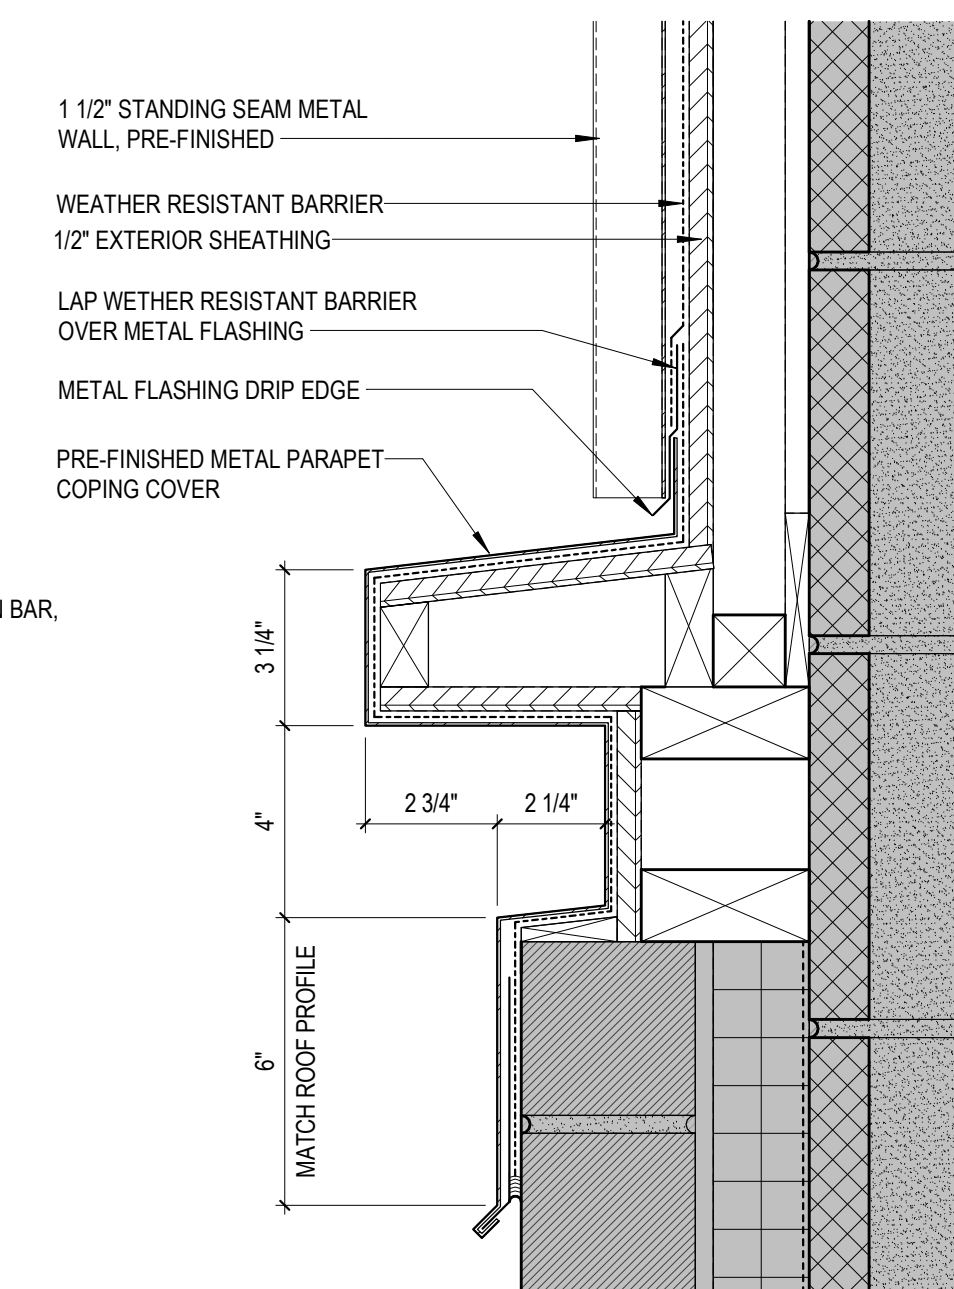 1 1/2" STANDING SEAM METAL
WALL, PRE-FINISHED
WEATHER RESISTANT BARRIER
1/2" EXTERIOR SHEATHING
LAP WETHER RESISTANT BARRIER
OVER METAL FLASHING
METAL FLASHING DRIP EDGE
PRE-FINISHED METAL PARAPET
COPING COVER
N BAR,
3 1/4"
2 3/4"
2 1/4"
4"
6"
MATCH ROOF PROFILE